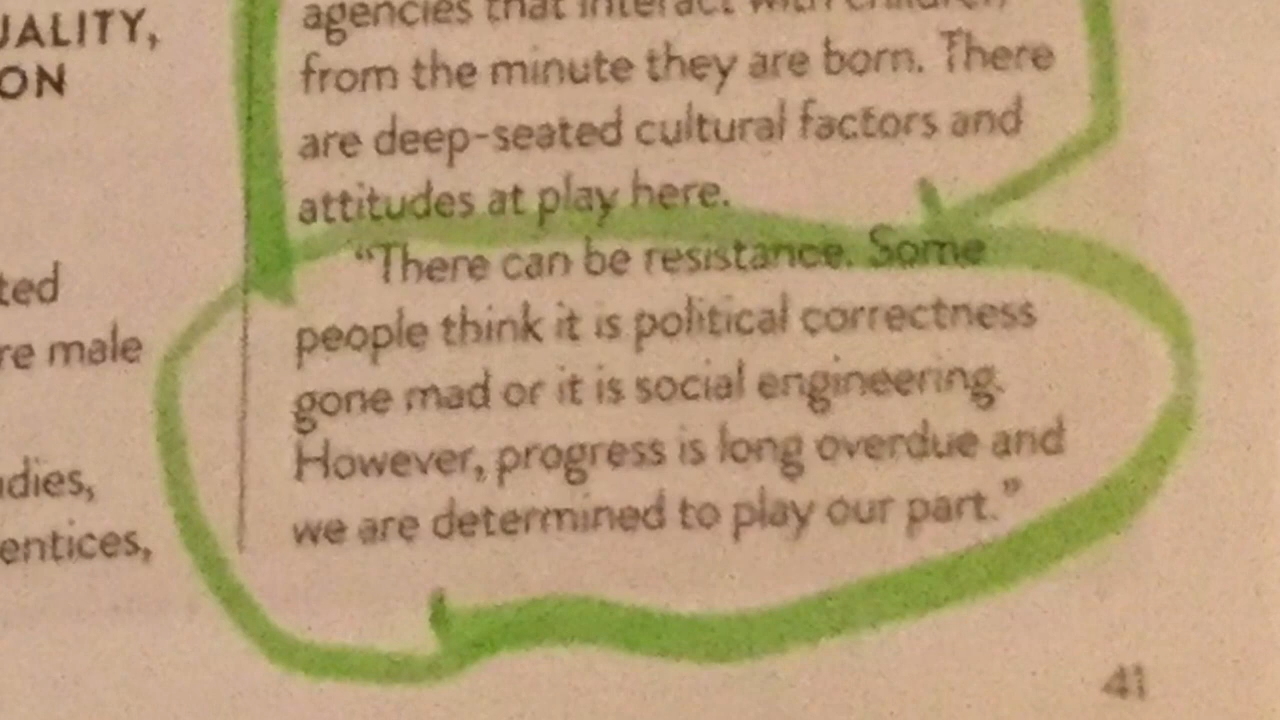 UALITY,
ON
ted
re male
dies,
entices,
agencies that interact with children,
from the minute they are born. There
are deep-seated cultural factors and
attitudes at play here.
“There can be resistance. Some
people think it is political correctness
gone mad or it is social engineering.
However, progress is long overdue and
we are determined to play our part.”
41